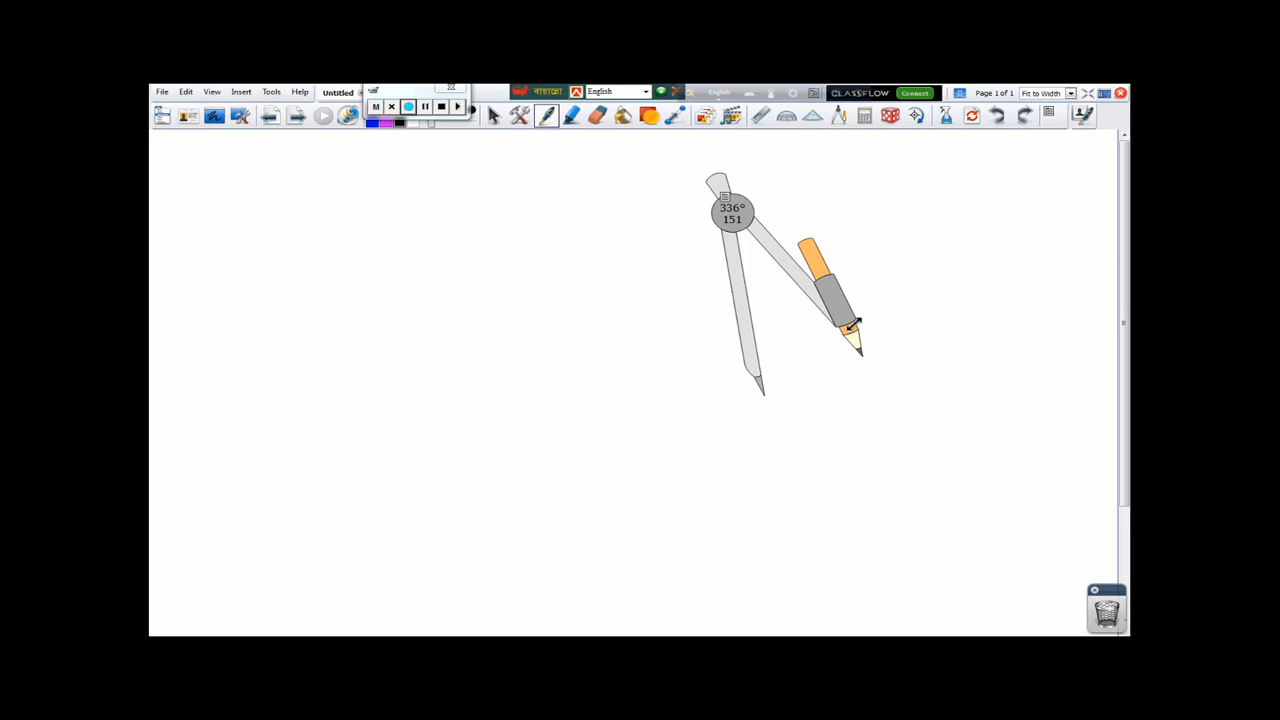 File Edit View Insert Tools Help Untitled বায়ান্নো English English CLASSFLOW Connect Page 1 of 1 Fit to Width
M
336°
151